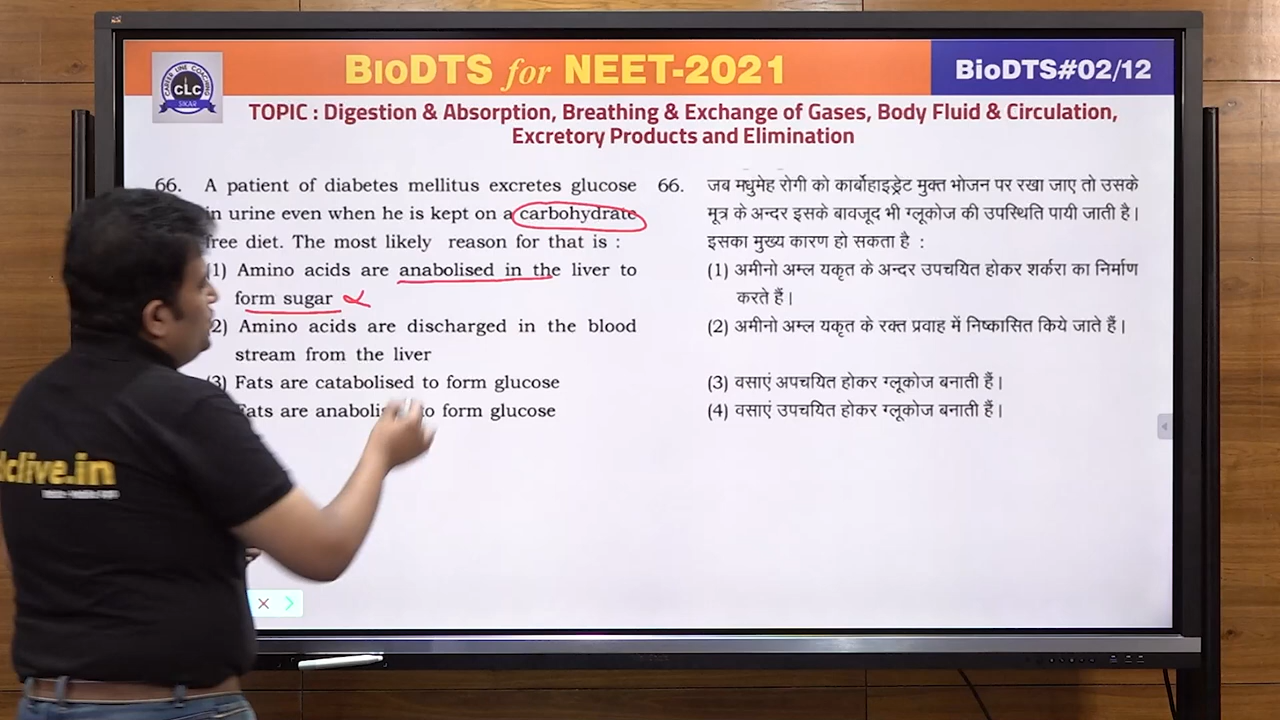 BIODTS for NEET-2021
BioDTS#02/12
CAREER LINE COACHING
CLC
SIKAR
TOPIC : Digestion & Absorption, Breathing & Exchange of Gases, Body Fluid & Circulation,
Excretory Products and Elimination
66. A patient of diabetes mellitus excretes glucose
in urine even when he is kept on a carbohydrate
free diet. The most likely reason for that is :
(1) Amino acids are anabolised in the liver to
form sugar
2) Amino acids are discharged in the blood
stream from the liver
(3) Fats are catabolised to form glucose
Fats are to form glucose
66. जब मधुमेह रोगी को कार्बोहाइड्रेट मुक्त भोजन पर रखा जाए तो उसके
मूत्र के अन्दर इसके बावजूद भी ग्लूकोज की उपस्थिति पायी जाती है।
इसका मुख्य कारण हो सकता है :
(1) अमीनो अम्ल यकृत के अन्दर उपचयित होकर शर्करा का निर्माण
करते हैं।
(2) अमीनो अम्ल यकृत के रक्त प्रवाह में निष्कासित किये जाते हैं।
(3) वसाएं अपचयित होकर ग्लूकोज बनाती हैं।
(4) वसाएं उपचयित होकर ग्लूकोज बनाती हैं।
clive.in